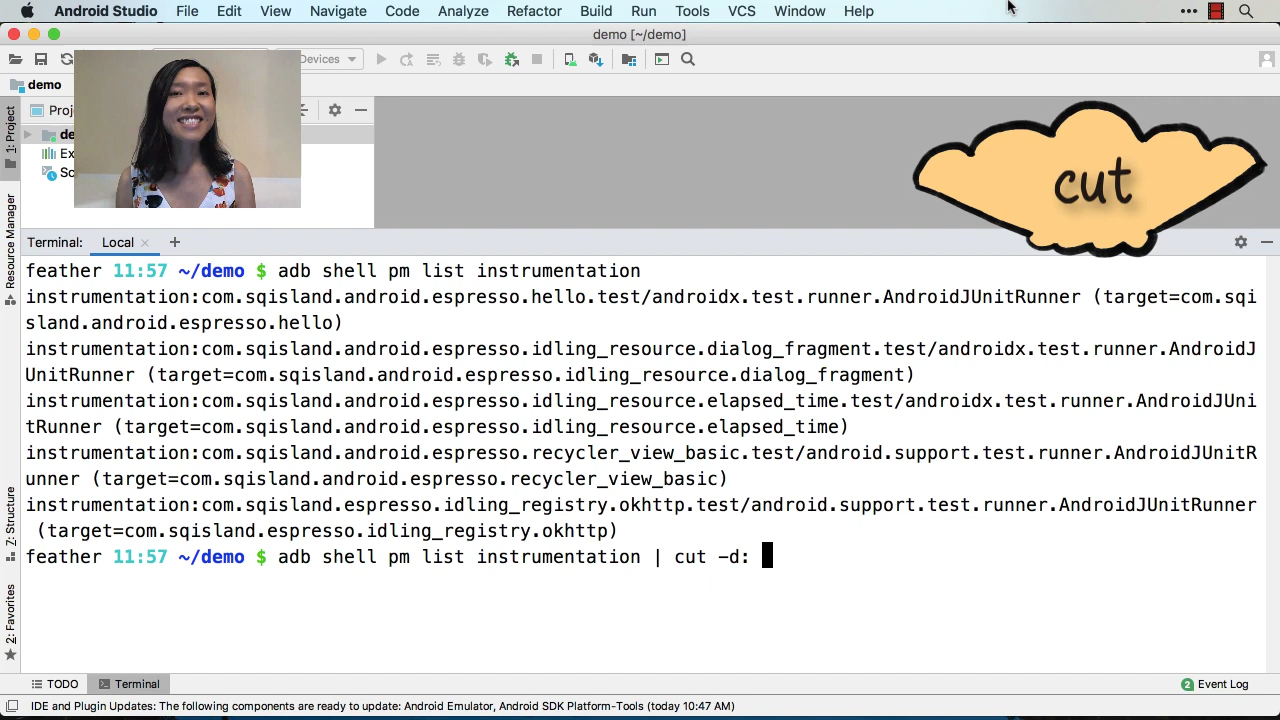 Android Studio File Edit View Navigate Code Analyze Refactor Build Run Tools VCS Window Help
demo [~/demo]
Devices
demo
1: Project
Resource Manager
Z: Structure
2: Favorites
cut
Terminal: Local
feather 11:57 ~/demo $ adb shell pm list instrumentation
instrumentation:com.sqisland.android.espresso.hello.test/androidx.test.runner.AndroidJUnitRunner (target=com.sqi
sland.android.espresso.hello)
instrumentation:com.sqisland.android.espresso.idling_resource.dialog_fragment.test/androidx.test.runner.AndroidJ
UnitRunner (target=com.sqisland.android.espresso.idling_resource.dialog_fragment)
instrumentation:com.sqisland.android.espresso.idling_resource.elapsed_time.test/androidx.test.runner.AndroidJUni
tRunner (target=com.sqisland.android.espresso.idling_resource.elapsed_time)
instrumentation:com.sqisland.android.espresso.recycler_view_basic.test/android.support.test.runner.AndroidJUnitR
unner (target=com.sqisland.android.espresso.recycler_view_basic)
instrumentation:com.sqisland.espresso.idling_registry.okhttp.test/android.support.test.runner.AndroidJUnitRunner
(target=com.sqisland.espresso.idling_registry.okhttp)
feather 11:57 ~/demo $ adb shell pm list instrumentation | cut -d:
TODO Terminal 2 Event Log
IDE and Plugin Updates: The following components are ready to update: Android Emulator, Android SDK Platform-Tools (today 10:47 AM)